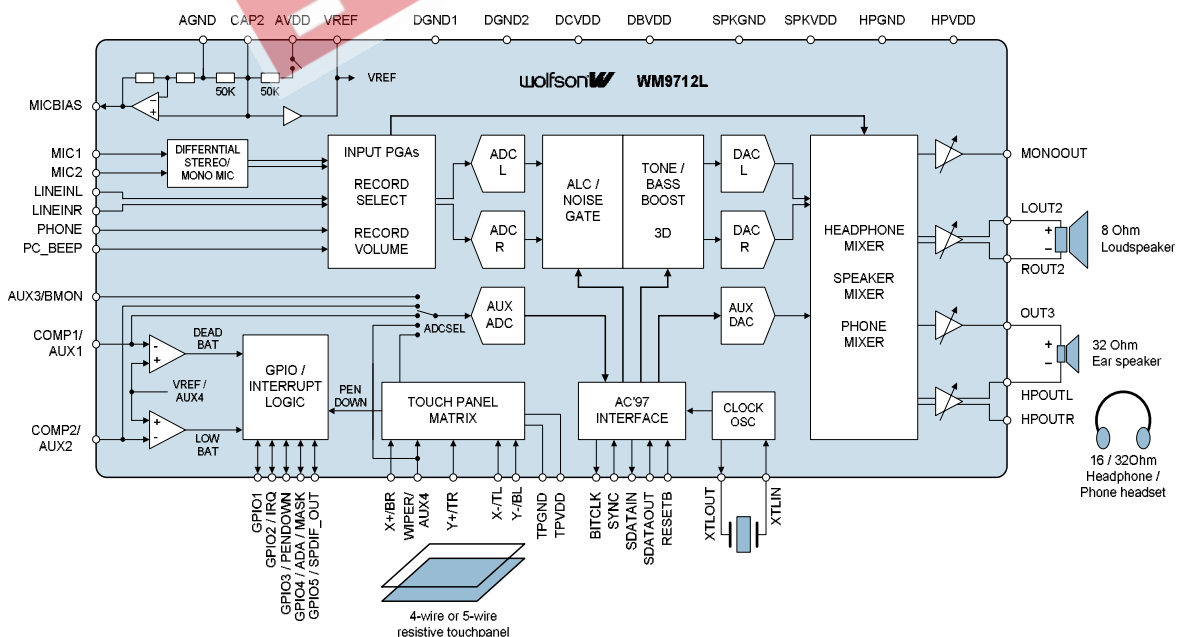 AGND CAP2 AVDD VREF DGND1 DGND2 DCVDD DBVDD SPKGND SPKVDD HPGND HPVDD
wolfson WM9712L
VREF
50K 50K
MICBIAS
MIC1
MIC2
LINEINL
LINEINR
PHONE
PC_BEEP
DIFFERNTIAL
STEREO/
MONO MIC
INPUT PGAs
RECORD
SELECT
RECORD
VOLUME
ADC
L
ADC
R
ALC /
NOISE
GATE
TONE /
BASS
BOOST
3D
DAC
L
DAC
R
HEADPHONE
MIXER
SPEAKER
MIXER
PHONE
MIXER
MONOOUT
LOUT2
+
−
8 Ohm
Loudspeaker
ROUT2
AUX3/BMON
COMP1/
AUX1
COMP2/
AUX2
-
+
+
-
-
+
DEAD
BAT
VREF /
AUX4
LOW
BAT
GPIO /
INTERRUPT
LOGIC
PEN
DOWN
ADCSEL
AUX
ADC
AUX
DAC
TOUCH PANEL
MATRIX
AC'97
INTERFACE
CLOCK
OSC
OUT3
+
−
32 Ohm
Ear speaker
HPOUTL
HPOUTR
16 / 32Ohm
Headphone /
Phone headset
GPIO1
GPIO2 / IRQ
GPIO3 / PENDOWN
GPIO4 / ADA / MASK
GPIO5 / SPDIF_OUT
X+/BR
WIPER/
AUX4
Y+/TR
X-/TL
Y-/BL
TPGND
TPVDD
BITCLK
SYNC
SDATAIN
SDATAOUT
RESETB
XTLOUT
XTLIN
4-wire or 5-wire
resistive touchpanel